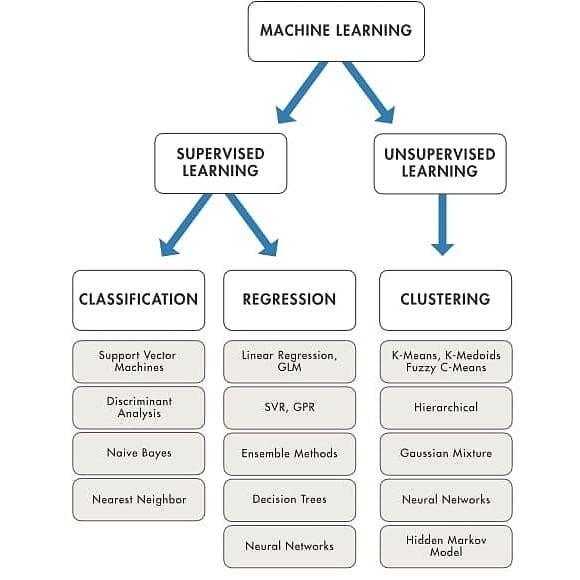 MACHINE LEARNING
SUPERVISED
LEARNING
UNSUPERVISED
LEARNING
CLASSIFICATION
Support Vector
Machines
Discriminant
Analysis
Naive Bayes
Nearest Neighbor
REGRESSION
Linear Regression,
GLM
SVR, GPR
Ensemble Methods
Decision Trees
Neural Networks
CLUSTERING
K-Means, K-Medoids
Fuzzy C-Means
Hierarchical
Gaussian Mixture
Neural Networks
Hidden Markov
Model